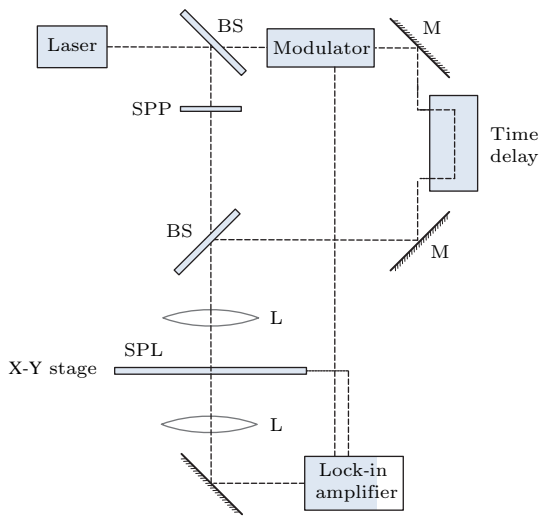 BS
M
Laser
Modulator
SPP
Time
delay
BS
M
L
SPL
X-Y stage
L
Lock-in
amplifier